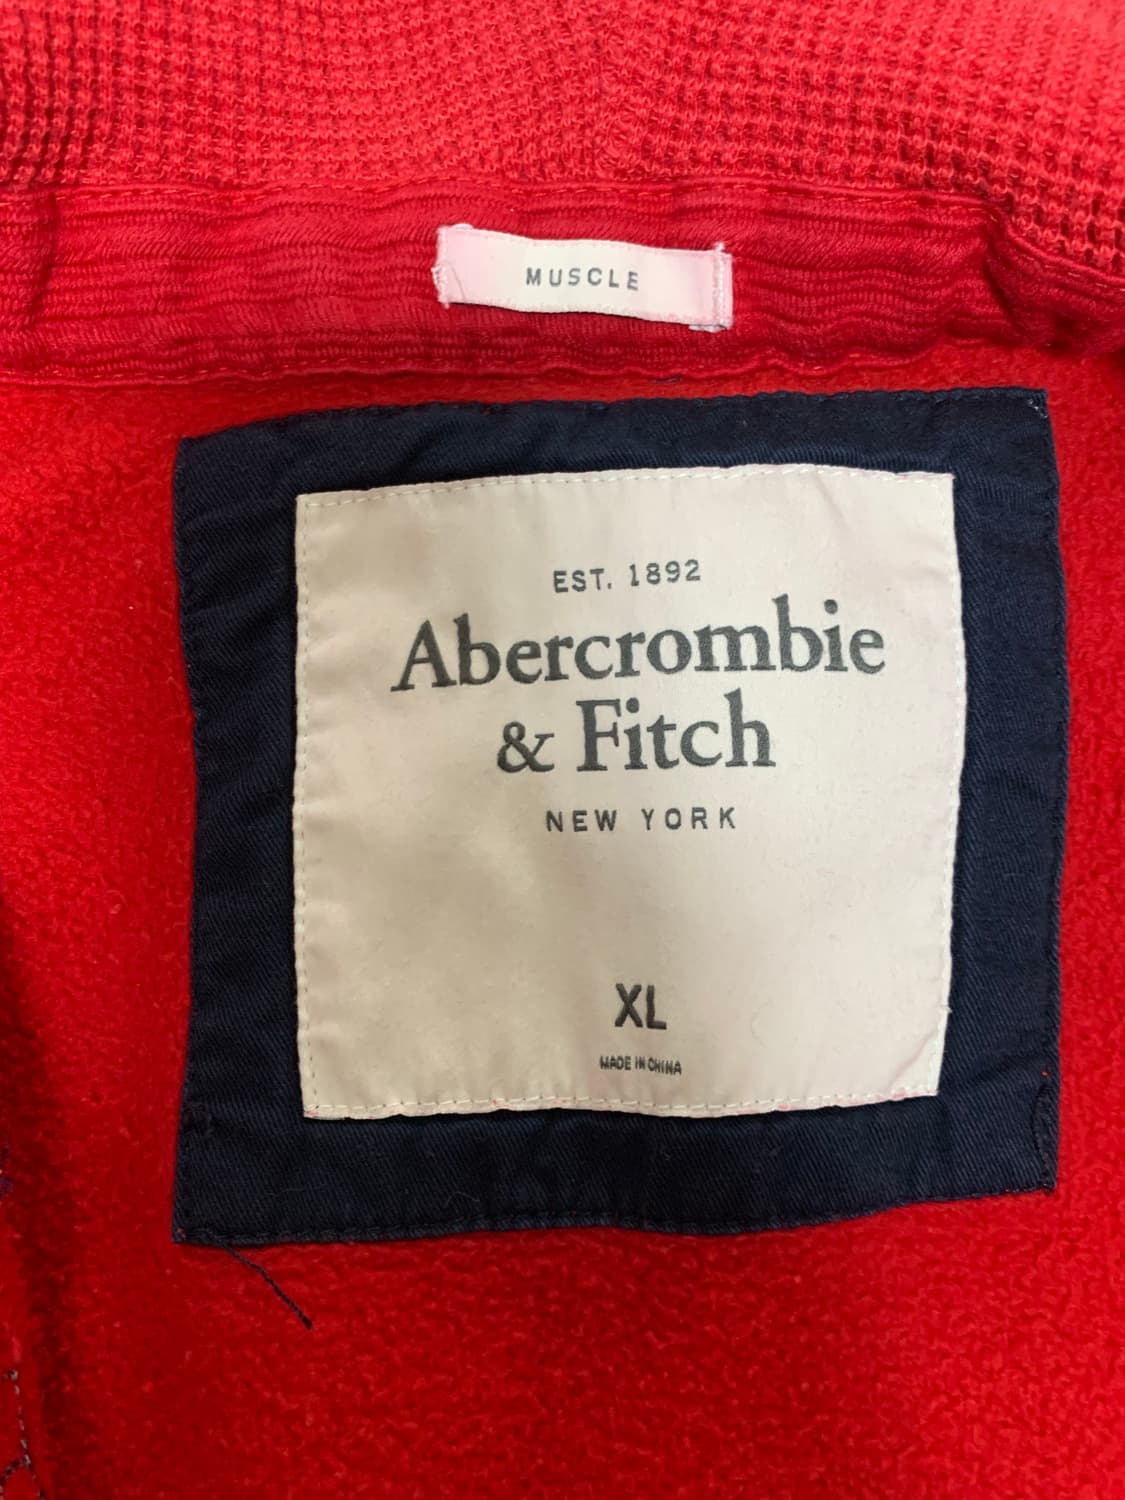 MUSCLE
EST. 1892
Abercrombie
& Fitch
NEW YORK
XL
MADE IN CHINA